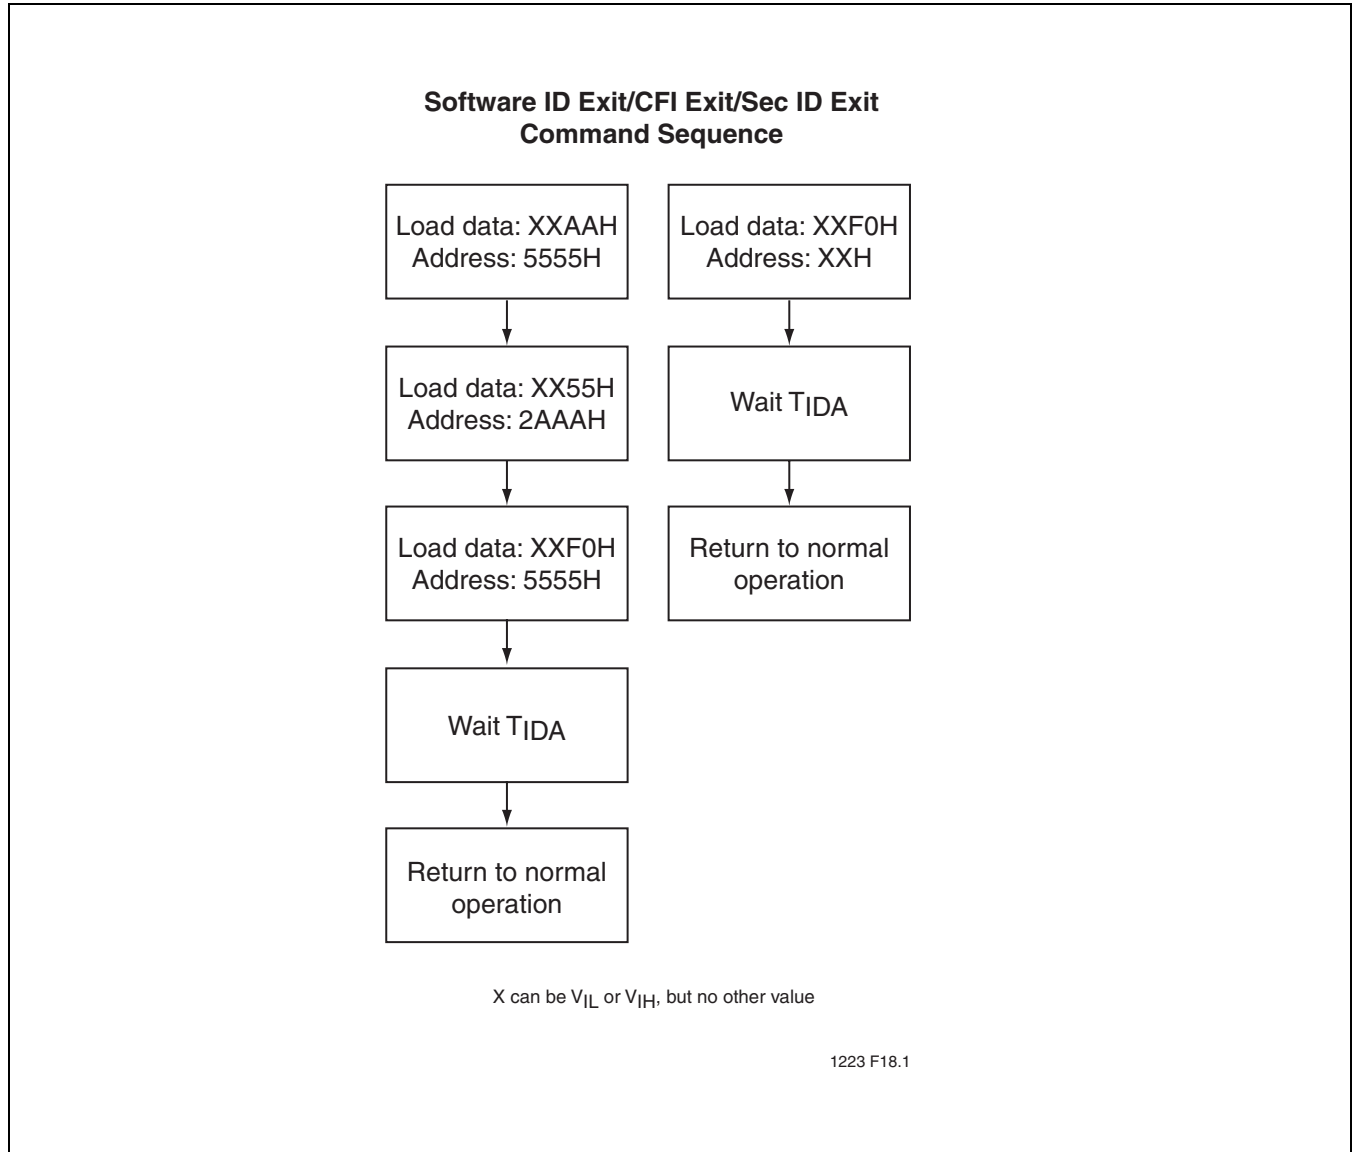 Software ID Exit/CFI Exit/Sec ID Exit
Command Sequence
Load data: XXAAH
Address: 5555H
Load data: XX55H
Address: 2AAAH
Load data: XXF0H
Address: 5555H
Wait TIDA
Return to normal
operation
Load data: XXF0H
Address: XXH
Wait TIDA
Return to normal
operation
X can be VIL or VIH, but no other value
1223 F18.1